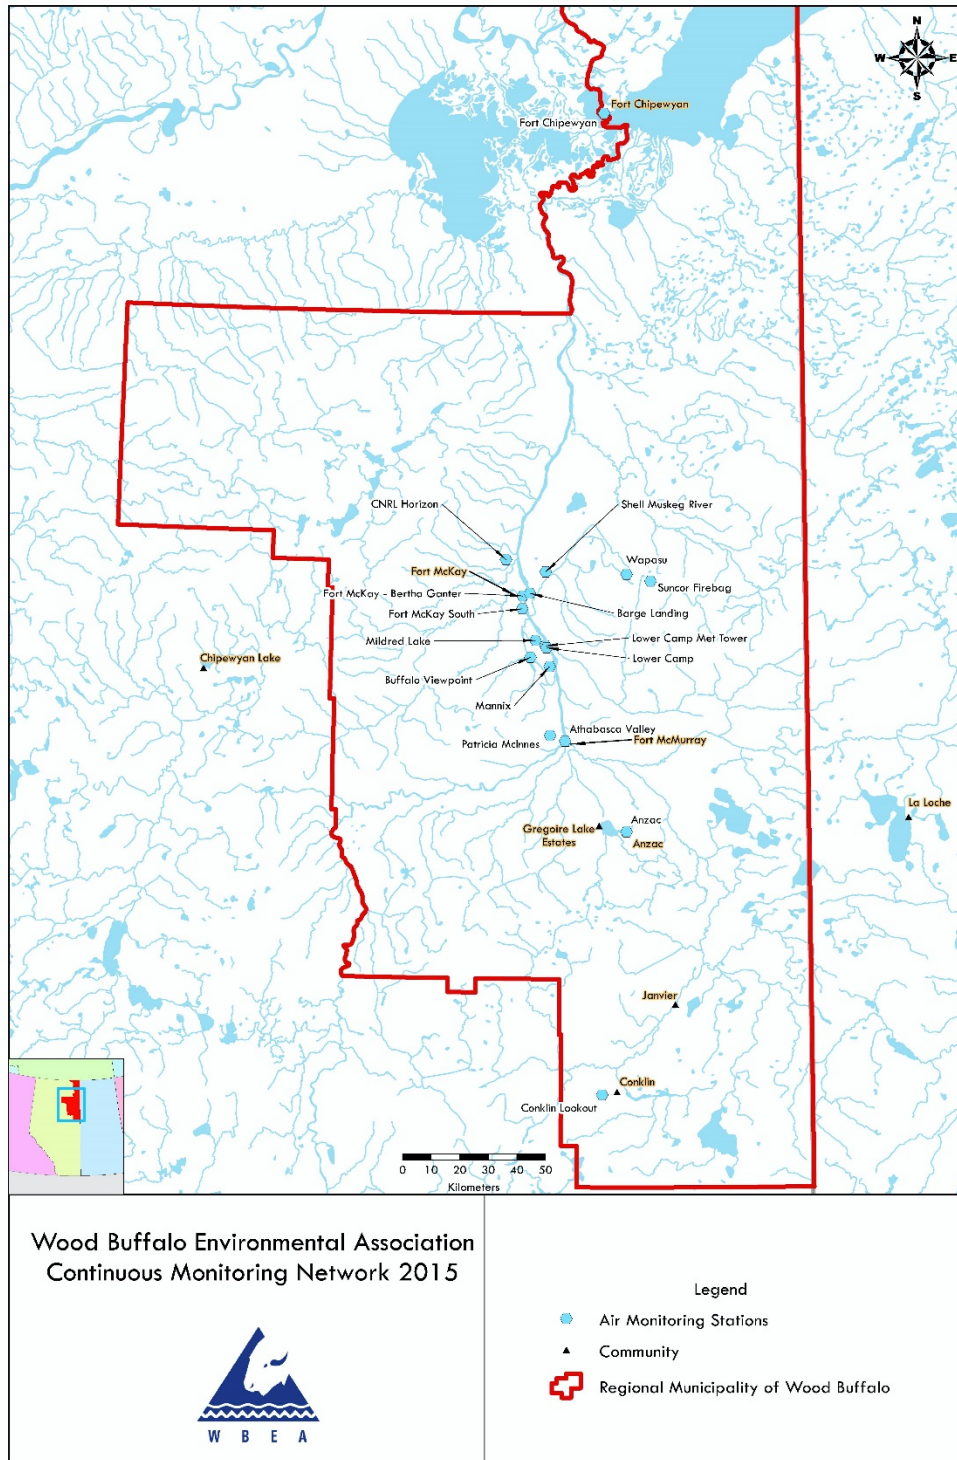 N
W E
S
Fort Chipewyan
Fort Chipewyan
CNRL Horizon
Shell Muskeg River
Fort McKay
Wapasu
Suncor Firebag
Fort McKay - Bertha Ganter
Fort McKay South
Barge Landing
Mildred Lake
Lower Camp Met Tower
Lower Camp
Chipewyan Lake
Buffalo Viewpoint
Mannix
Athabasca Valley
Patricia McInnes
Fort McMurray
La Loche
Anzac
Gregoire Lake
Estates
Anzac
Janvier
Conklin
Conklin Lookout
0 10 20 30 40 50
Kilometers
Wood Buffalo Environmental Association
Continuous Monitoring Network 2015
W B E A
Legend
Air Monitoring Stations
Community
Regional Municipality of Wood Buffalo